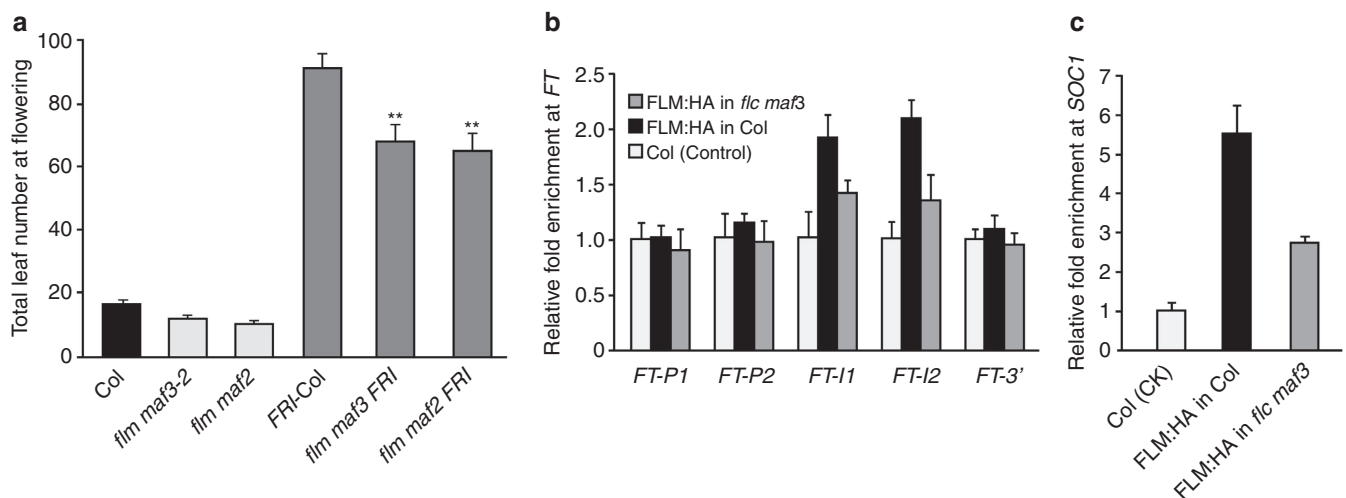 a
Total leaf number at flowering
100
80
60
40
20
0
**
**
Col
flm maf3-2
flm maf2
FRI-Col
flm maf3 FRI
flm maf2 FRI
b
Relative fold enrichment at FT
2.5
2.0
1.5
1.0
0.5
0
FLM:HA in flc maf3
FLM:HA in Col
Col (Control)
FT-P1
FT-P2
FT-I1
FT-I2
FT-3'
c
Relative fold enrichment at SOC1
7
6
5
4
3
2
1
0
Col (CK)
FLM:HA in Col
FLM:HA in flc maf3